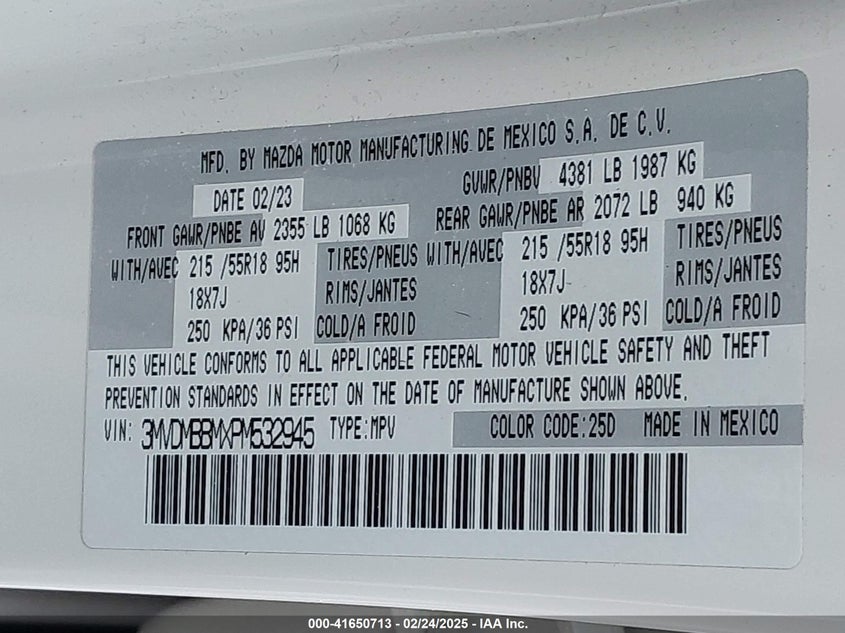 MFD. BY MAZDA MOTOR MANUFACTURING DE MEXICO S.A. DE C.V.
DATE 02/23 GVWR/PNBV 4381 LB 1987 KG
FRONT GAWR/PNBE AV 2355 LB 1068 KG REAR GAWR/PNBE AR 2072 LB 940 KG
WITH/AVEC 215 /55R18 95H TIRES/PNEUS WITH/AVEC 215 /55R18 95H TIRES/PNEUS
18X7J RIMS/JANTES 18X7J RIMS/JANTES
250 KPA/36 PSI COLD/A FROID 250 KPA/36 PSI COLD/A FROID
THIS VEHICLE CONFORMS TO ALL APPLICABLE FEDERAL MOTOR VEHICLE SAFETY AND THEFT
PREVENTION STANDARDS IN EFFECT ON THE DATE OF MANUFACTURE SHOWN ABOVE.
VIN: 3MVDMBBMXPM532945 TYPE:MPV COLOR CODE:25D MADE IN MEXICO
000-41650713 - 02/24/2025 - IAA Inc.